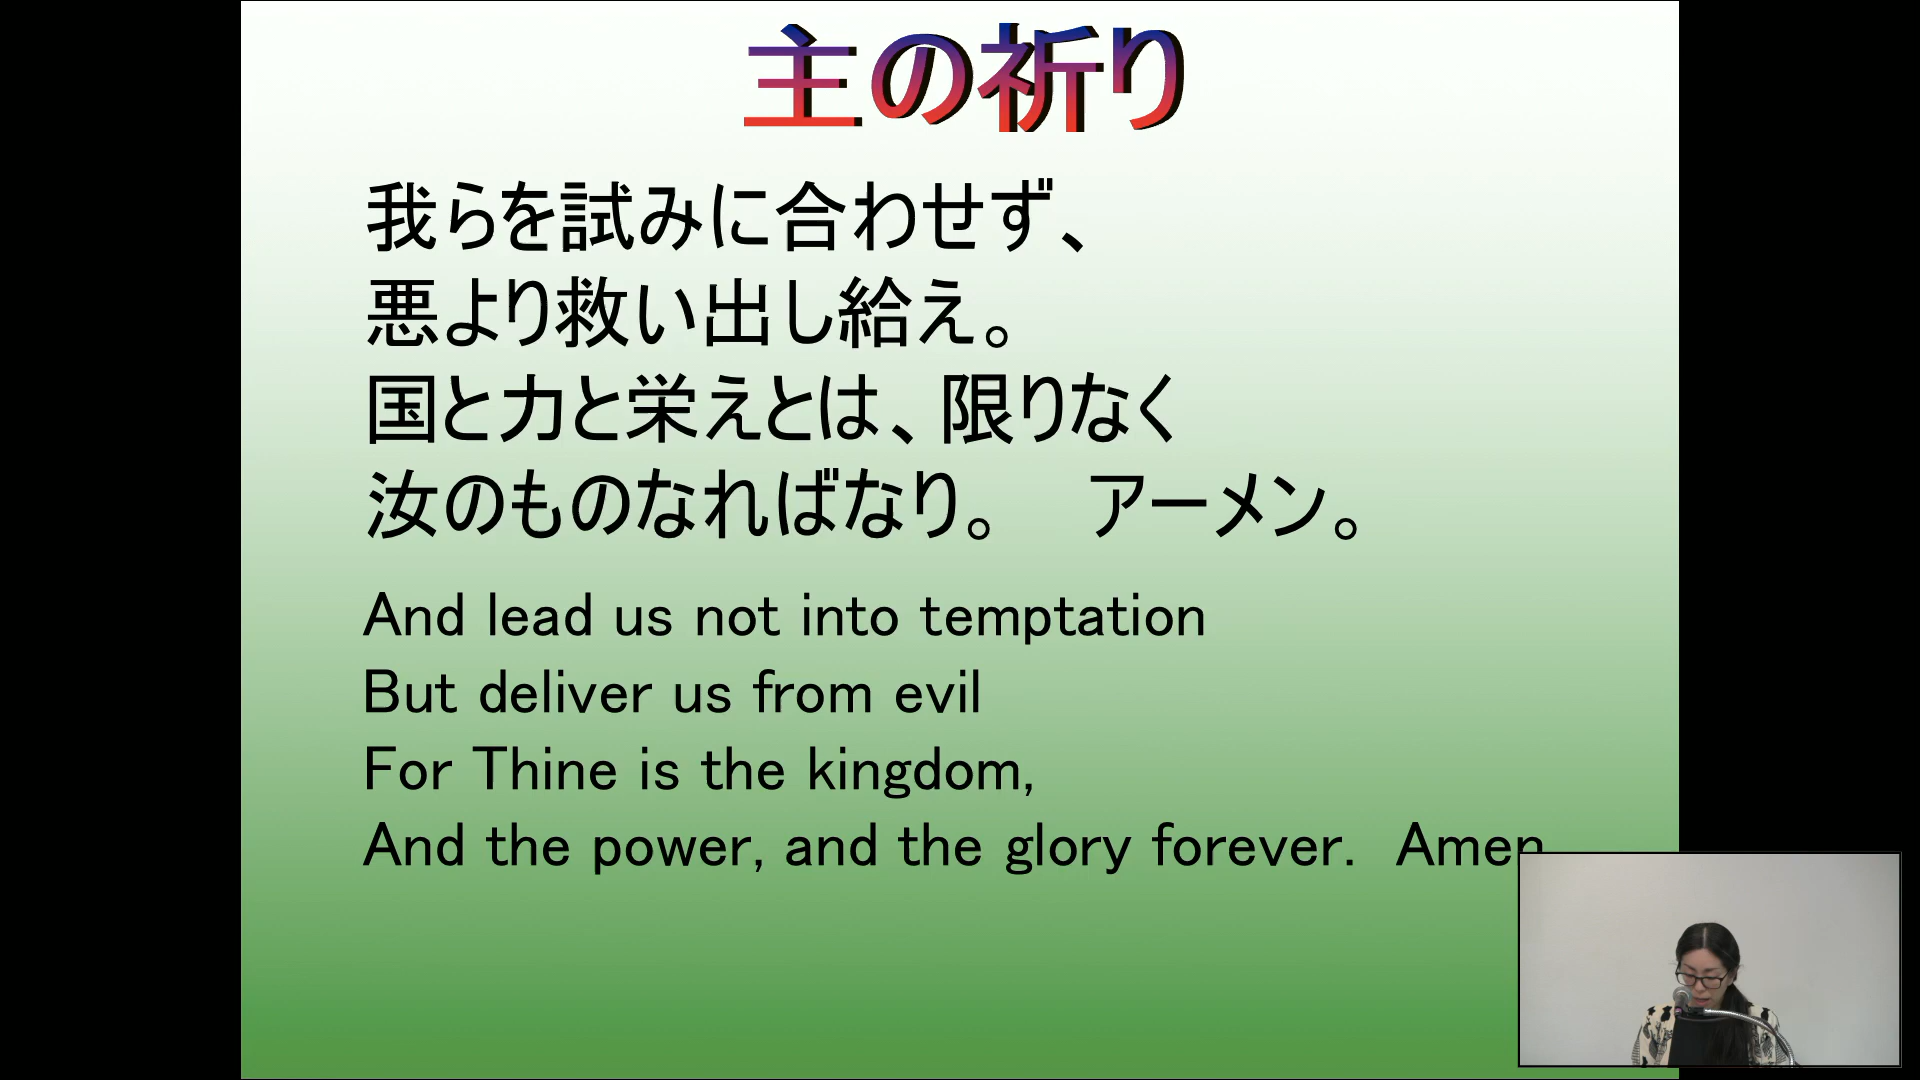 主の祈り
我らを試みに合わせず、
悪より救い出し給え。
国と力と栄えとは、限りなく
汝のものなればなり。　アーメン。
And lead us not into temptation
But deliver us from evil
For Thine is the kingdom,
And the power, and the glory forever.  Amen